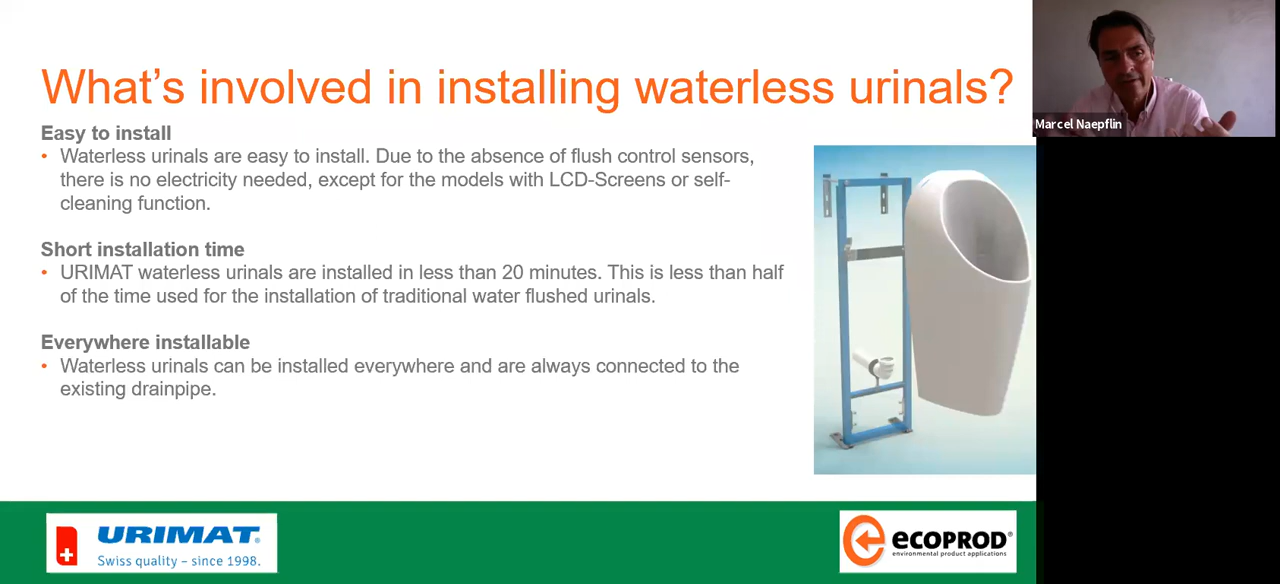 What's involved in installing waterless urinals?
Easy to install
• Waterless urinals are easy to install. Due to the absence of flush control sensors,
there is no electricity needed, except for the models with LCD-Screens or self-
cleaning function.
Short installation time
• URIMAT waterless urinals are installed in less than 20 minutes. This is less than half
of the time used for the installation of traditional water flushed urinals.
Everywhere installable
• Waterless urinals can be installed everywhere and are always connected to the
existing drainpipe.
Marcel Naepflin
URIMAT®
Swiss quality – since 1998.
ECOPROD®
environmental product applications